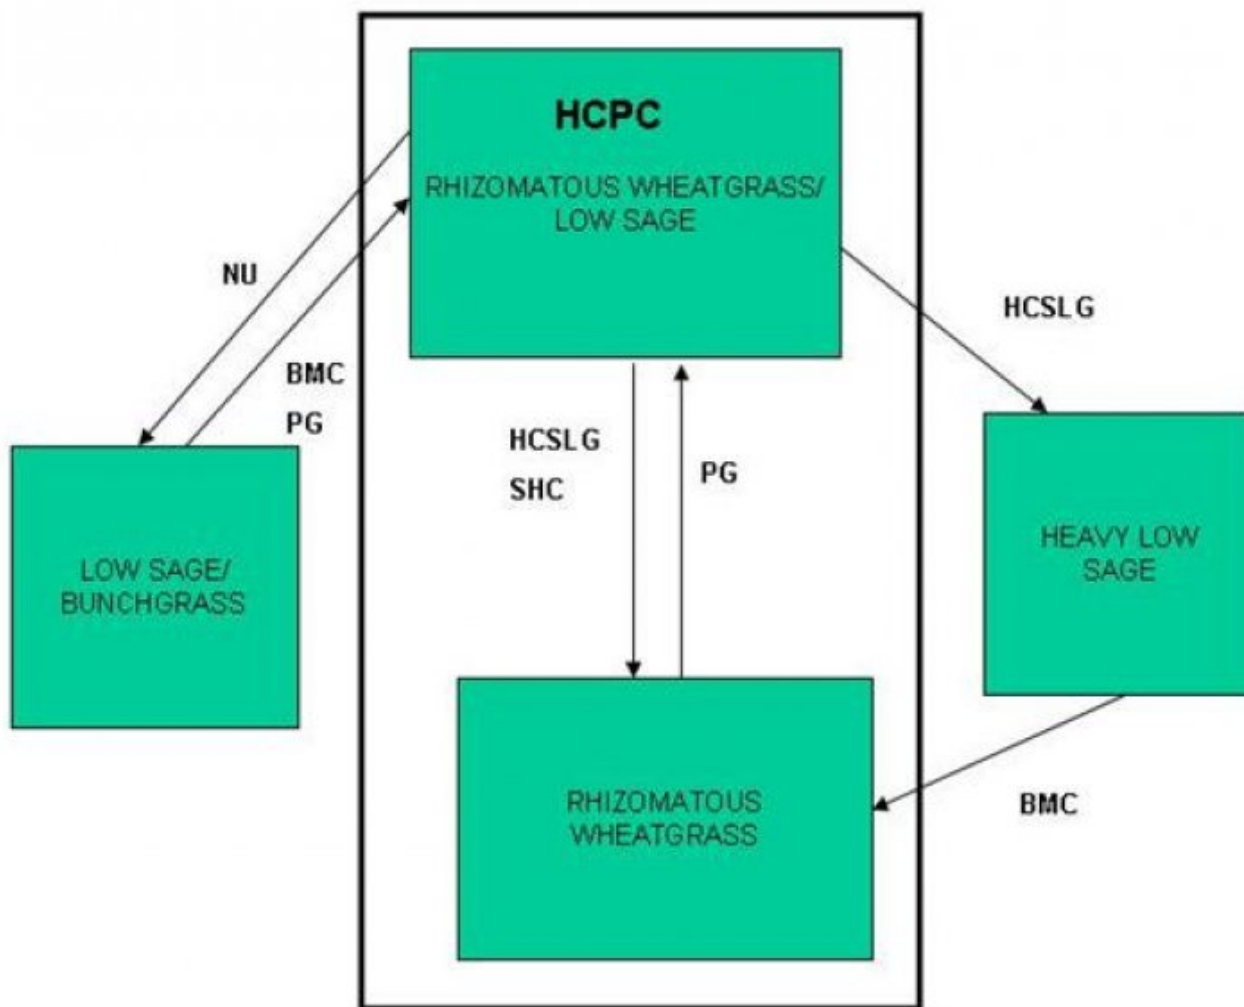 HCPC
RHIZOMATOUS WHEATGRASS/
LOW SAGE
NU
HCSLG
BMC
PG
HCSLG
SHC
PG
LOW SAGE/
BUNCHGRASS
HEAVY LOW
SAGE
RHIZOMATOUS
WHEATGRASS
BMC